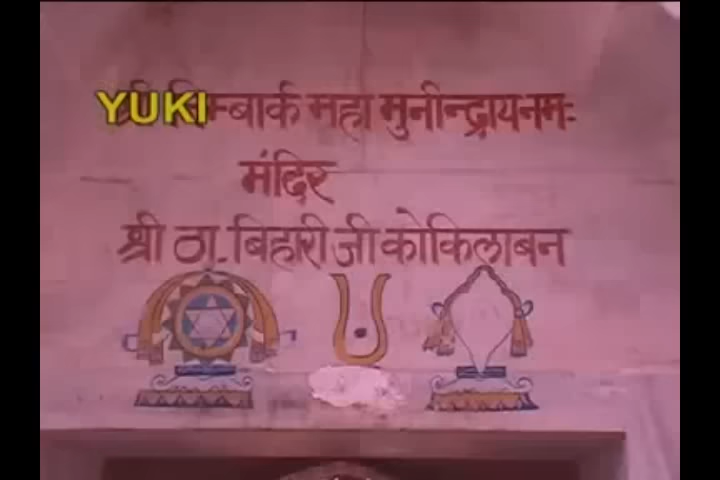 YUKI
म्बार्क महा मुनीन्द्रायनमः
मंदिर
श्री ठा. बिहारी जी कोकिलाबन